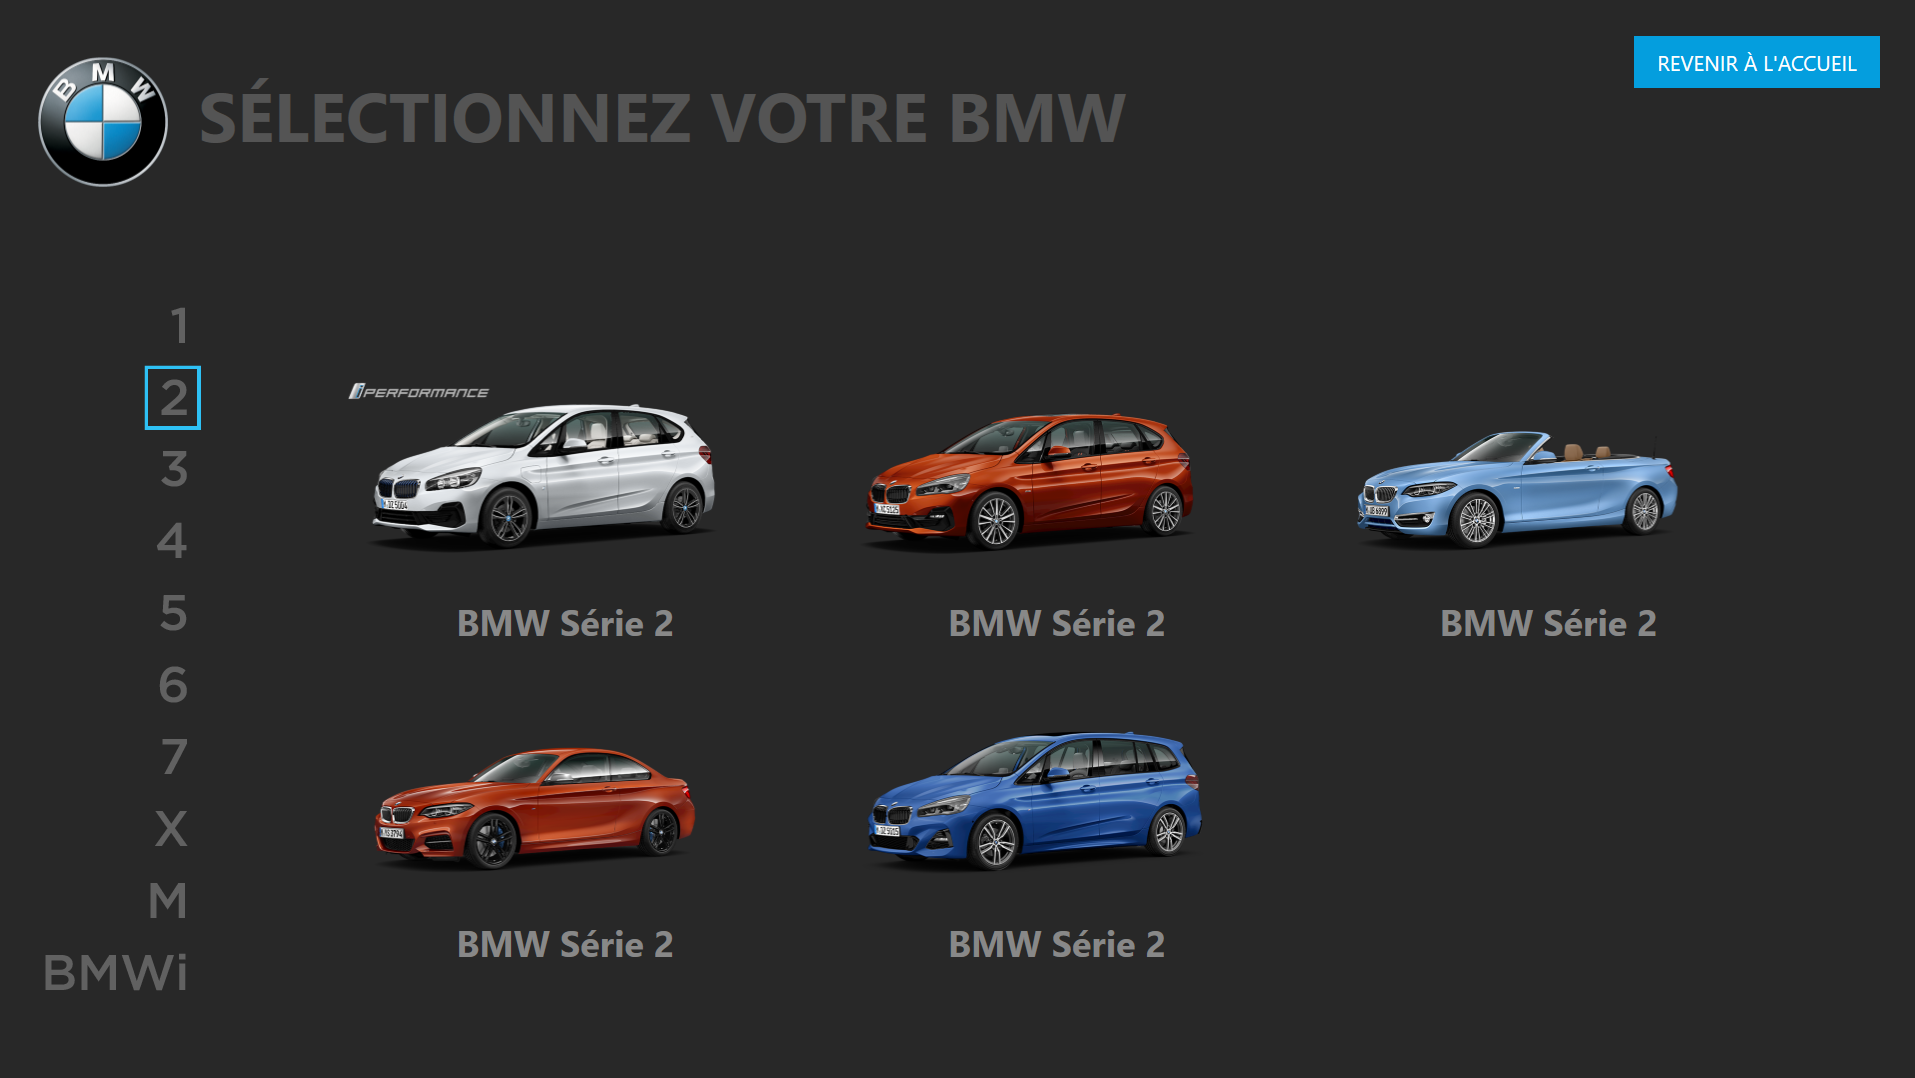 BMW
SÉLECTIONNEZ VOTRE BMW
REVENIR À L'ACCUEIL
1
2
3
4
5
6
7
X
M
BMWi
iPERFORMANCE
BMW Série 2
BMW Série 2
BMW Série 2
BMW Série 2
BMW Série 2